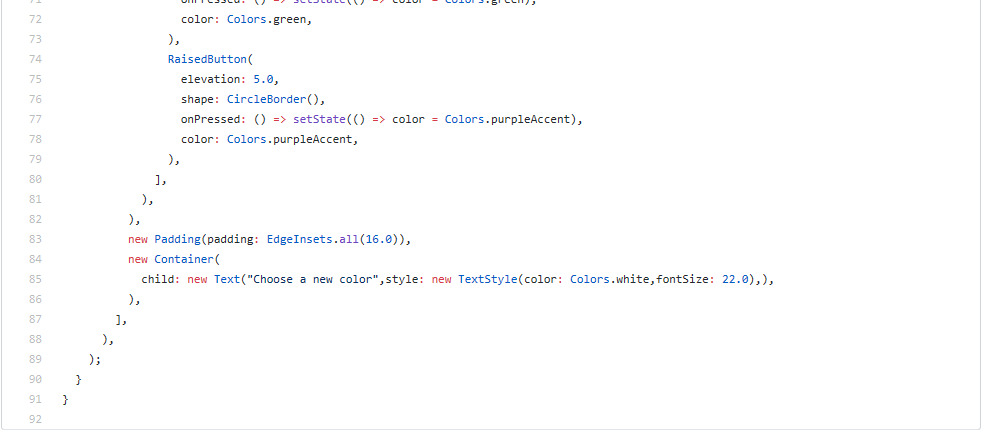 71 onPressed: () => setState(() => color = Colors.green),
72 color: Colors.green,
73 ),
74 RaisedButton(
75 elevation: 5.0,
76 shape: CircleBorder(),
77 onPressed: () => setState(() => color = Colors.purpleAccent),
78 color: Colors.purpleAccent,
79 ),
80 ],
81 ),
82 ),
83 new Padding(padding: EdgeInsets.all(16.0)),
84 new Container(
85 child: new Text("Choose a new color",style: new TextStyle(color: Colors.white,fontSize: 22.0),),
86 ),
87 ],
88 ),
89 );
90 }
91 }
92